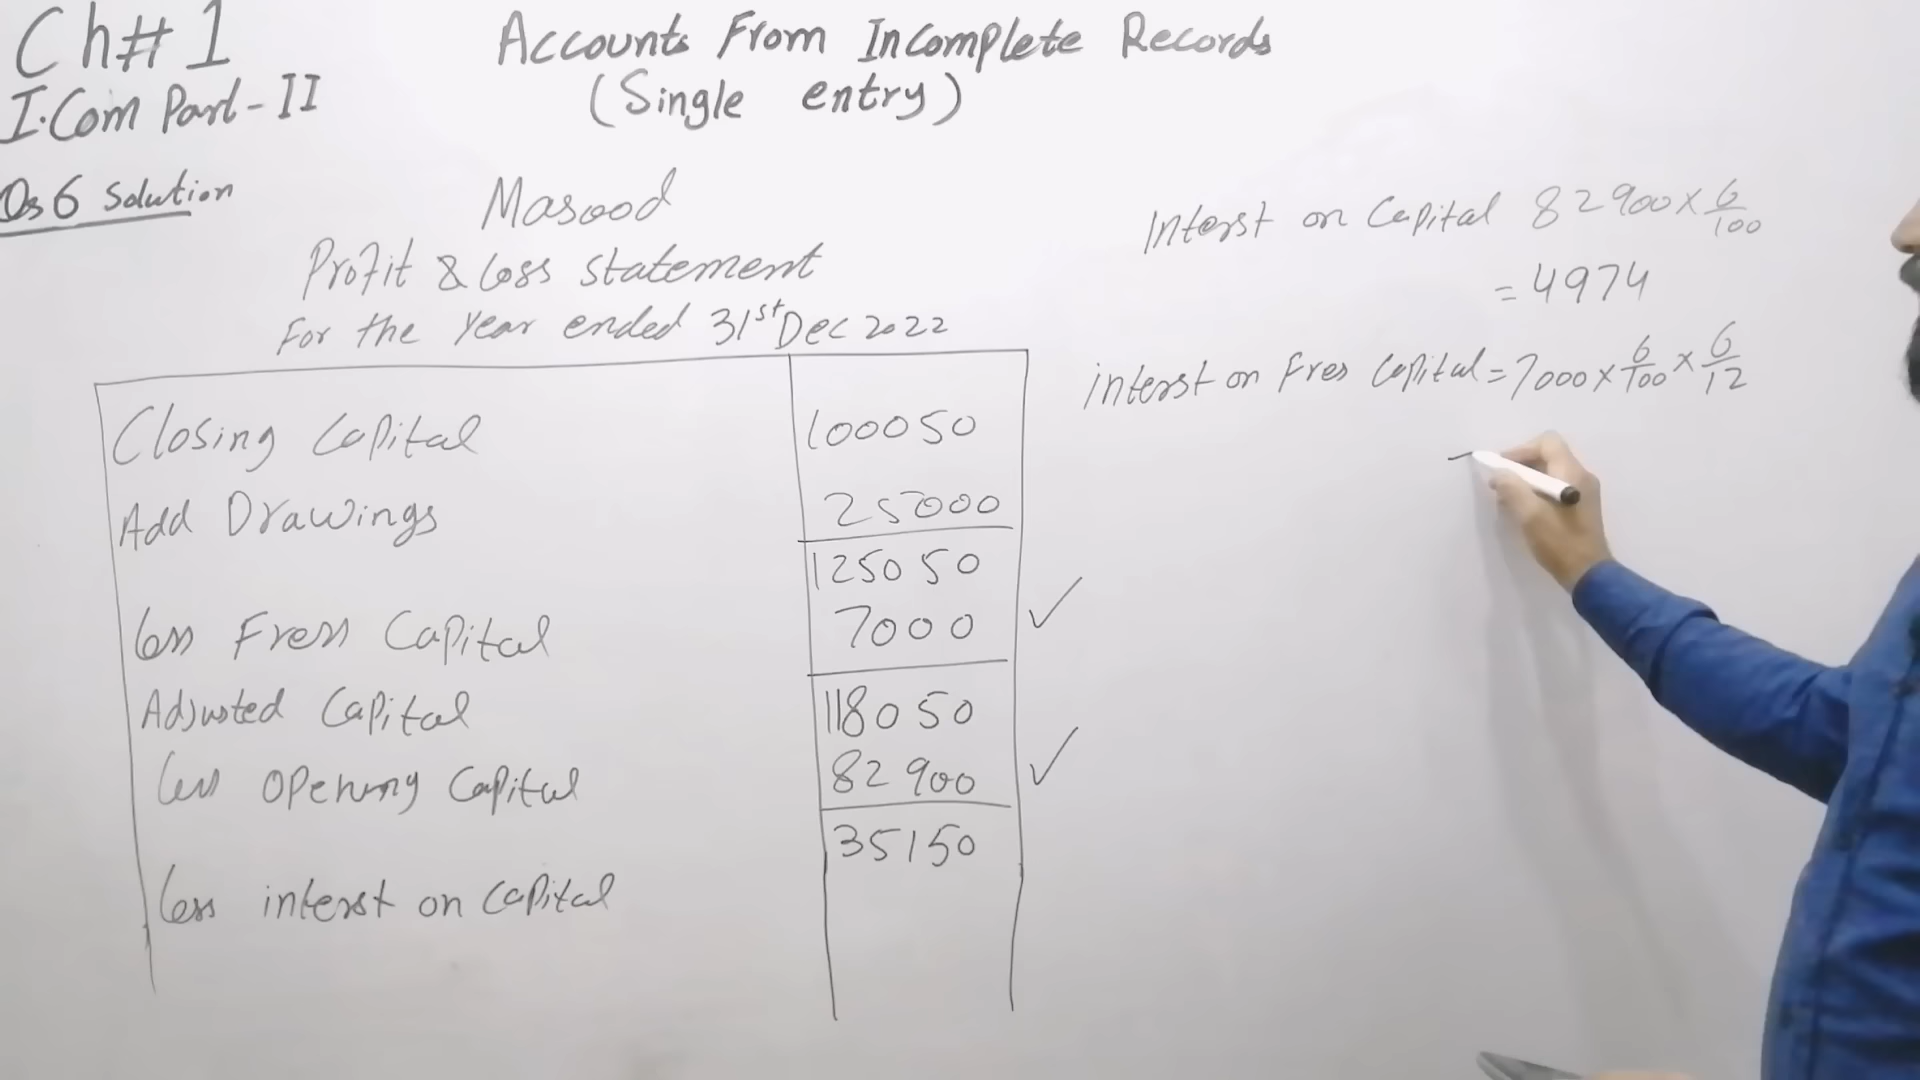 Ch# 1
I.Com Part-II
Accounts From Incomplete Records
(Single entry)
Qs 6 Solution
Masood
Profit & Loss Statement
For the Year ended 31st Dec 2022
Closing Capital 100050
Add Drawings 25000
125050
Less Fresh Capital 7000 ✓
Adjusted Capital 118050
Less Opening Capital 82900 ✓
35150
Less interst on Capital
Interst on Capital 82900 × 6/100
= 4974
interst on Fres Capital = 7000 × 6/100 × 6/12